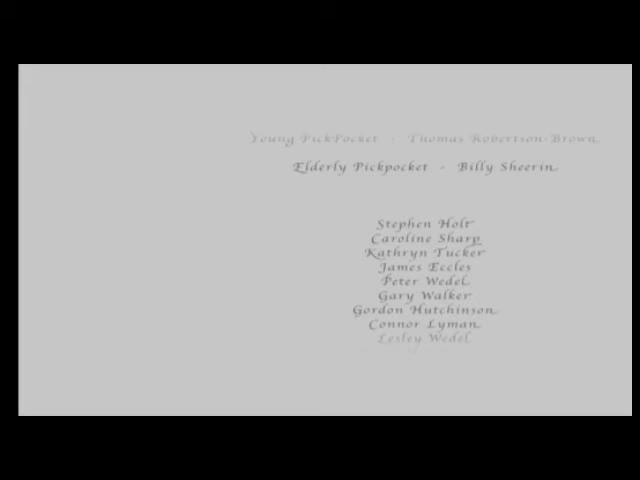 Young PickPocket - Thomas Robertson-Brown
Elderly Pickpocket - Billy Sheerin
Stephen Holt
Caroline Sharp
Kathryn Tucker
James Eccles
Peter Wedel
Gary Walker
Gordon Hutchinson
Connor Lyman
Lesley Wedel